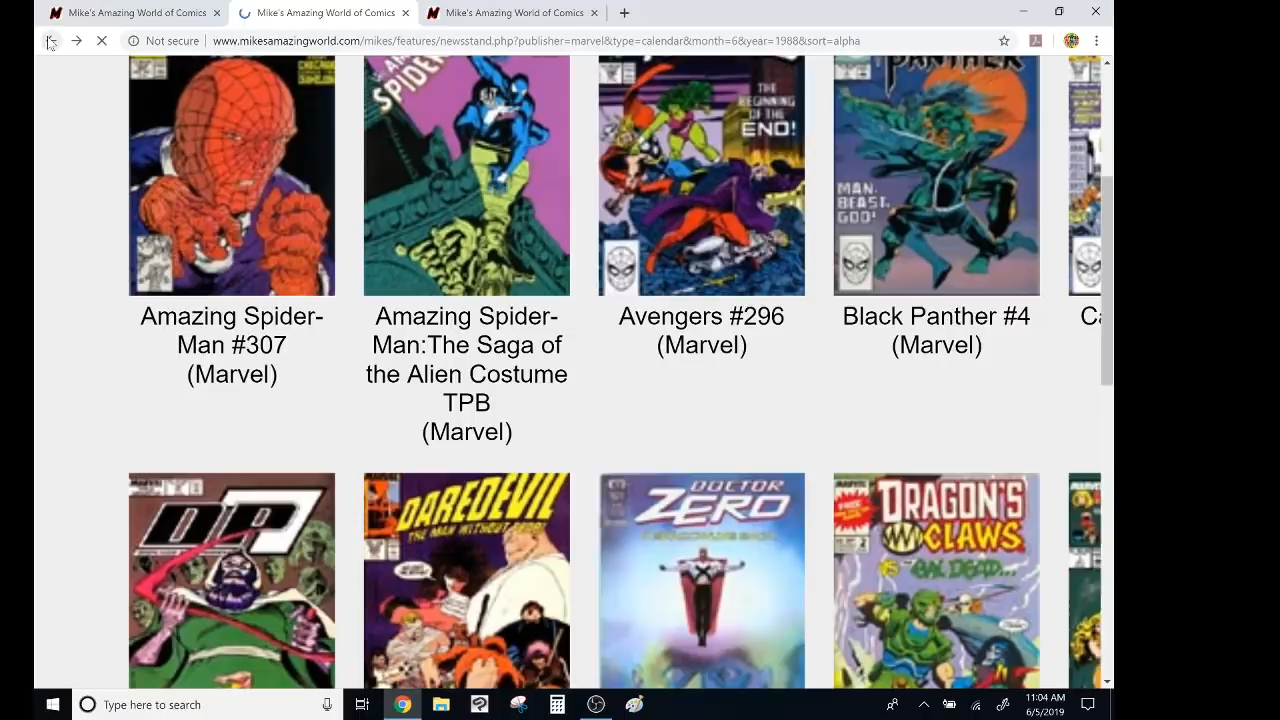 Mike's Amazing World of Comics
Mike's Amazing World of Comics
Mike's Amazing World of Comics
Not secure
www.mikesamazingworld.com/mikes/features/newsstand.php?publisher=marvel&type=calendar&month=6&year=1988&sort=alpha
SPIDER
THE
BEGINNING
OF THE
END!
PANTHER
MAN.
BEAST.
GOD!
Amazing Spider-
Man #307
(Marvel)
Amazing Spider-
Man:The Saga of
the Alien Costume
TPB
(Marvel)
Avengers #296
(Marvel)
Black Panther #4
(Marvel)
Ca
DP7
DAREDEVIL
THE MAN WITHOUT FEAR!
DOCTOR
ZERO
DRAGON'S
CLAWS
Type here to search
11:04 AM
6/5/2019